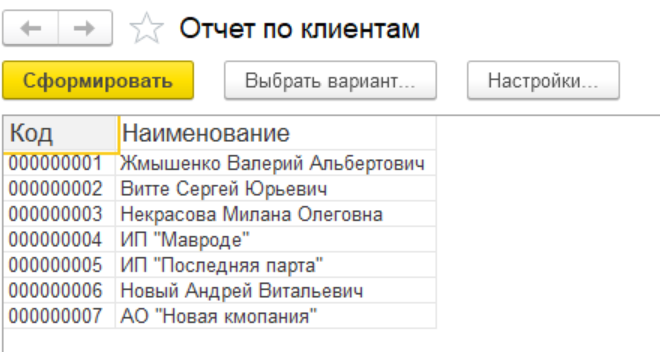 Отчет по клиентам
Сформировать Выбрать вариант... Настройки...
Код Наименование
000000001 Жмышенко Валерий Альбертович
000000002 Витте Сергей Юрьевич
000000003 Некрасова Милана Олеговна
000000004 ИП "Мавроде"
000000005 ИП "Последняя парта"
000000006 Новый Андрей Витальевич
000000007 АО "Новая кмопания"